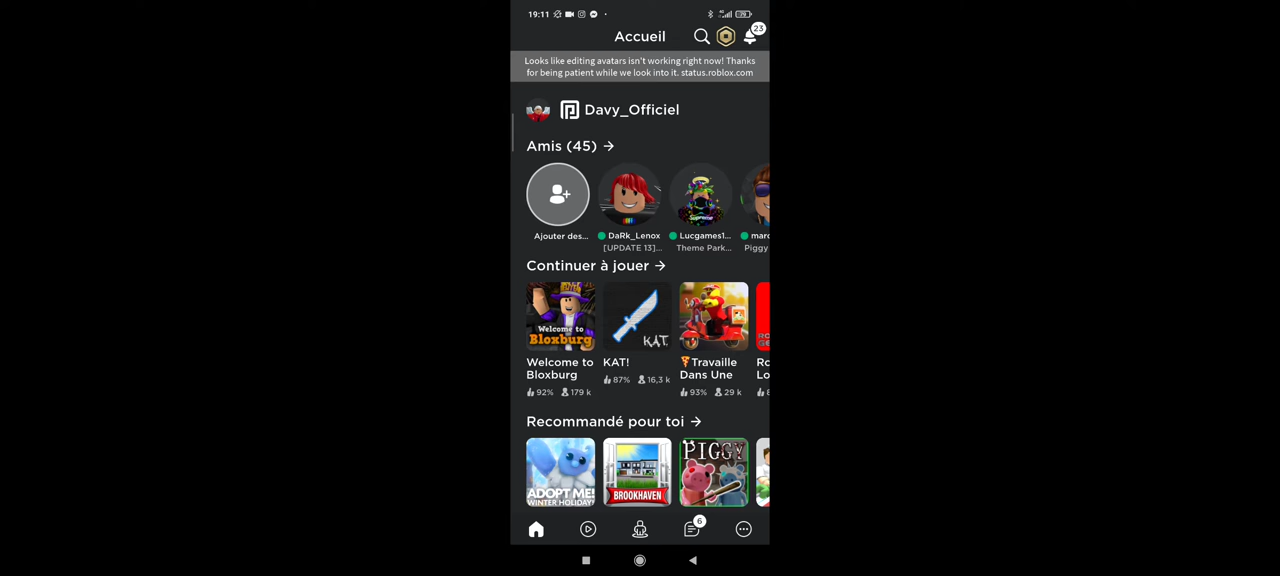 19:11
Accueil
23
Looks like editing avatars isn't working right now! Thanks
for being patient while we look into it. status.roblox.com
Davy_Officiel
Amis (45) →
Ajouter des...
DaRk_Lenox
[UPDATE 13]...
Lucgames1...
Theme Park...
marc
Piggy
Continuer à jouer →
Welcome to
Bloxburg
KAT.
Welcome to
Bloxburg
92% 179 k
KAT!
87% 16,3 k
🍕Travaille
Dans Une
93% 29 k
Ro
Lo
Recommandé pour toi →
ADOPT ME!
WINTER HOLIDAY!
BROOKHAVEN
PIGGY
6